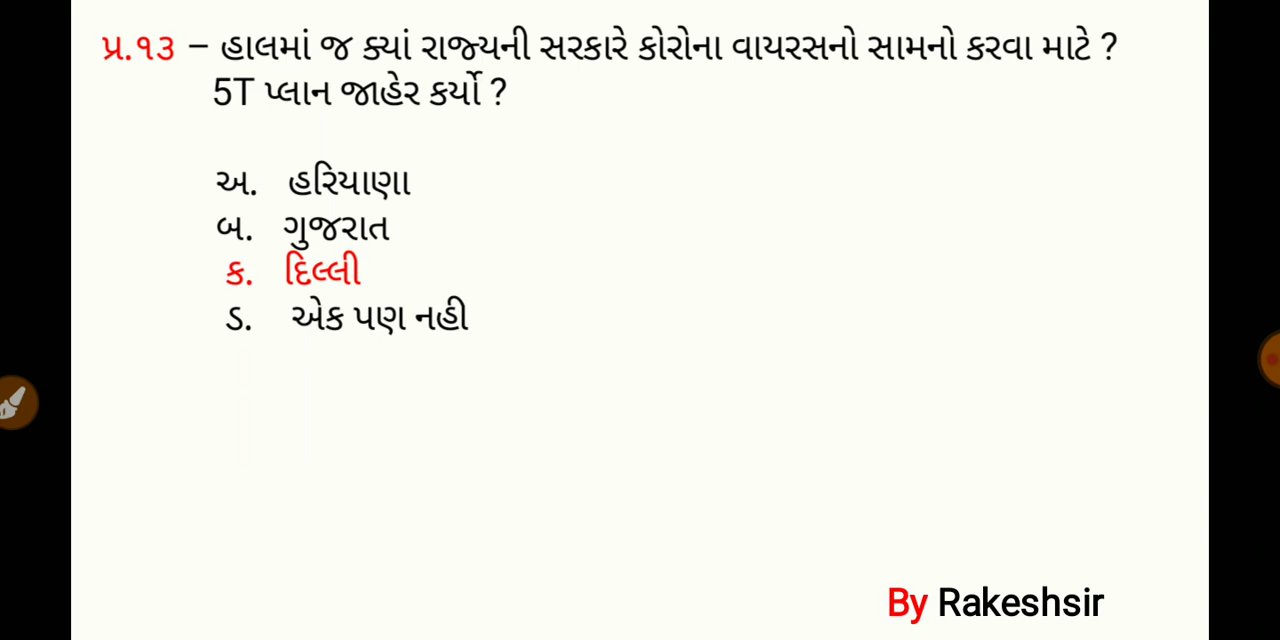 પ્ર.૧૩ – હાલમાં જ ક્યાં રાજ્યની સરકારે કોરોના વાયરસનો સામનો કરવા માટે ?
5T પ્લાન જાહેર કર્યો ?
અ. હરિયાણા
બ. ગુજરાત
ક. દિલ્લી
ડ. એક પણ નહી
By Rakeshsir